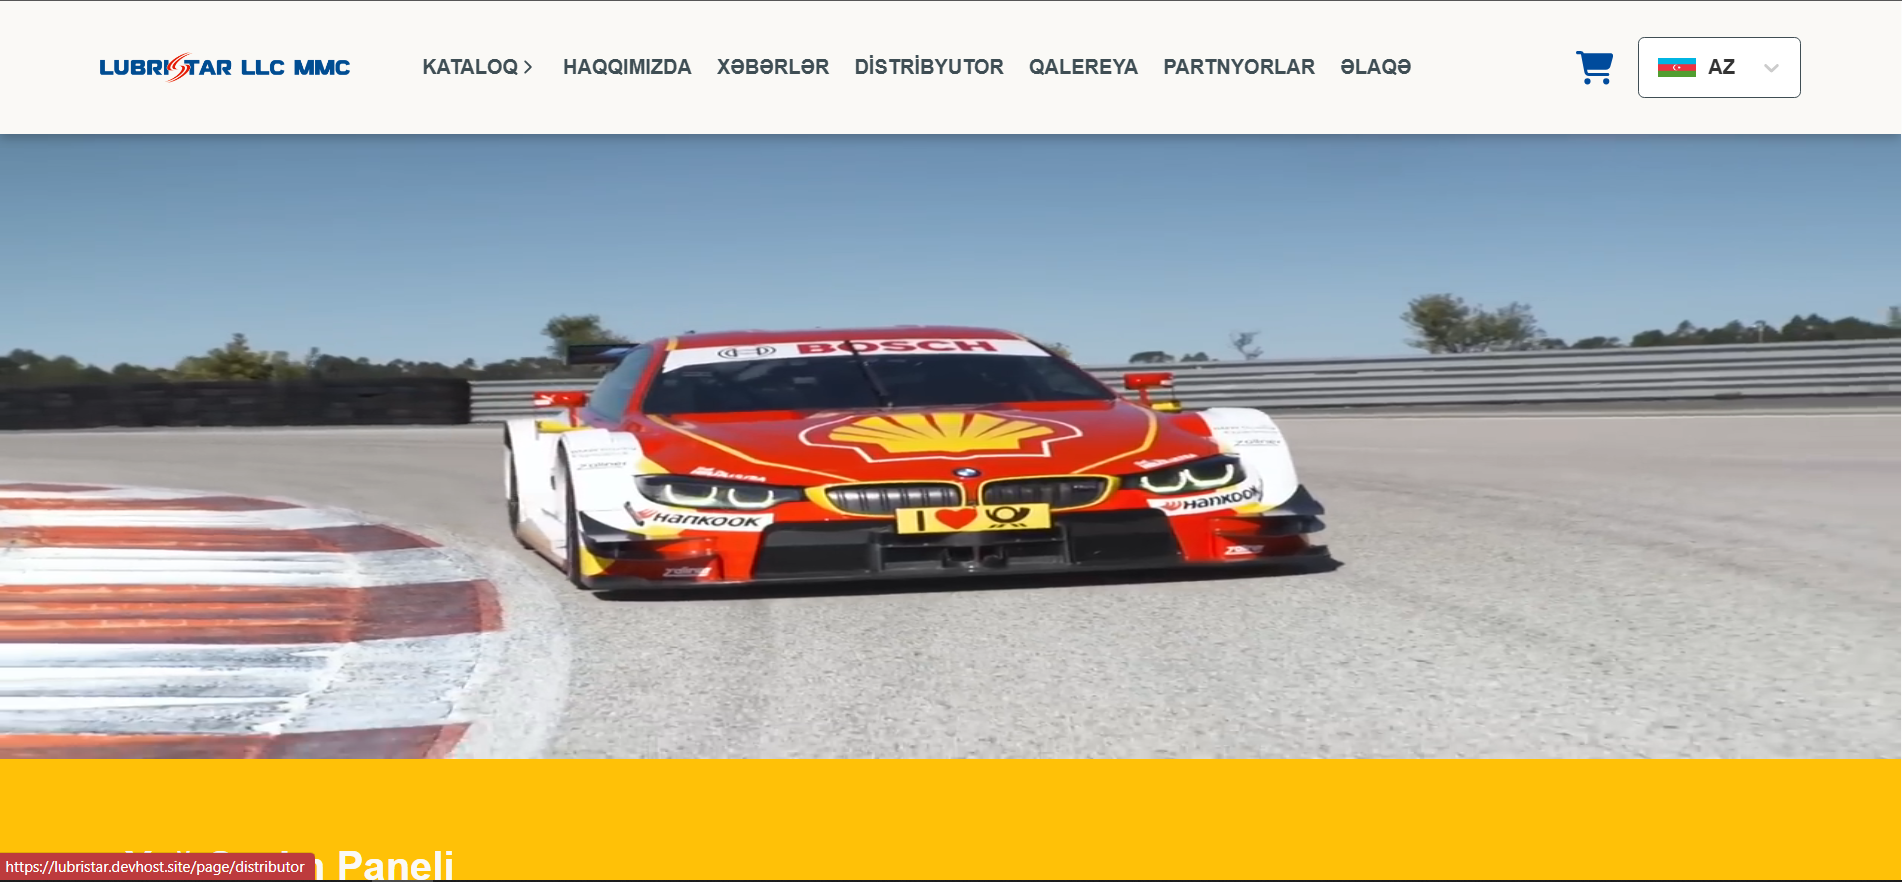 LUBRISTAR LLC MMC
KATALOQ
HAQQIMIZDA
XƏBƏRLƏR
DİSTRİBYUTOR
QALEREYA
PARTNYORLAR
ƏLAQƏ
AZ
BOSCH
HANKOOK
HANKOOK
I
Paneli
https://lubristar.devhost.site/page/distributor